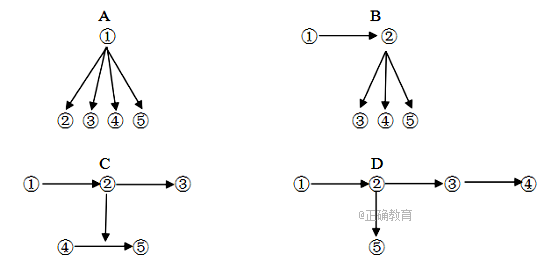 A B
① ① ②
② ③ ④ ⑤ ③ ④ ⑤
C D
① ② ③ ① ② ③ ④
@正确教育
④ ⑤ ⑤